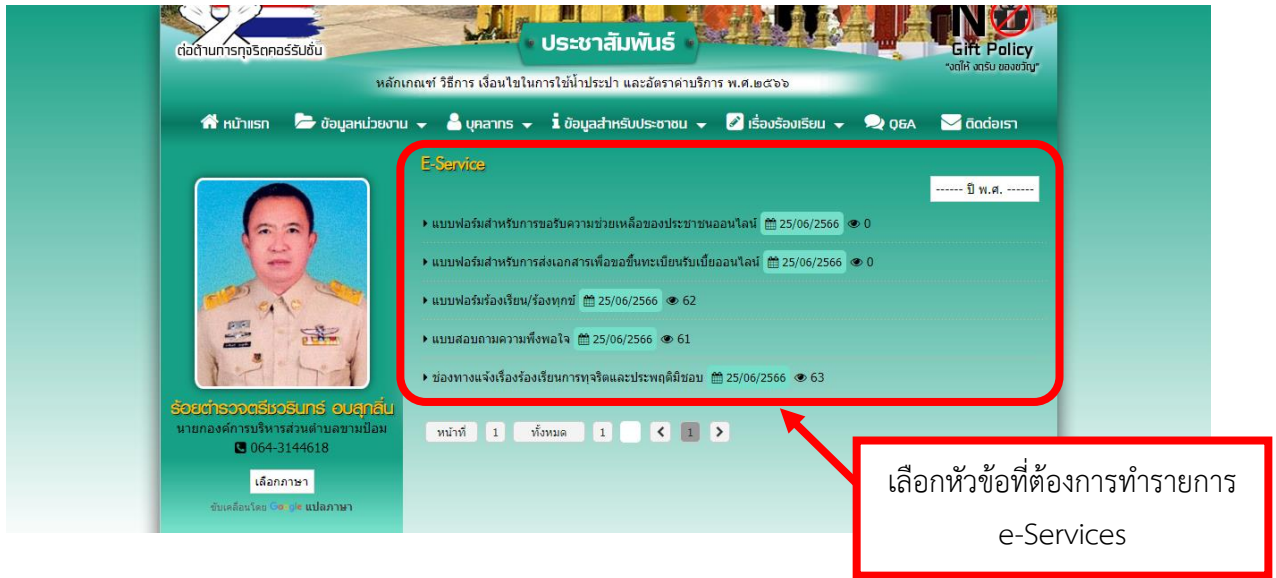 ต่อต้านการทุจริตคอร์รัปชั่น
ประชาสัมพันธ์
NO
Gift Policy
"งดให้ งดรับ ของขวัญ"
หลักเกณฑ์ วิธีการ เงื่อนไขในการใช้น้ำประปา และอัตราค่าบริการ พ.ศ.๒๕๖๖
หน้าแรก ข้อมูลหน่วยงาน บุคลากร ข้อมูลสำหรับประชาชน เรื่องร้องเรียน Q&A ติดต่อเรา
E-Service
------ ปี พ.ศ. ------
แบบฟอร์มสำหรับการขอรับความช่วยเหลือของประชาชนออนไลน์ 25/06/2566 0
แบบฟอร์มสำหรับการส่งเอกสารเพื่อขอขึ้นทะเบียนรับเบี้ยออนไลน์ 25/06/2566 0
แบบฟอร์มร้องเรียน/ร้องทุกข์ 25/06/2566 62
แบบสอบถามความพึงพอใจ 25/06/2566 61
ช่องทางแจ้งเรื่องร้องเรียนการทุจริตและประพฤติมิชอบ 25/06/2566 63
หน้าที่ 1 ทั้งหมด 1 1
ร้อยตำรวจตรีชวรินทร์ อบสุกลิ่น
นายกองค์การบริหารส่วนตำบลขามป้อม
064-3144618
เลือกภาษา
ขับเคลื่อนโดย Google แปลภาษา
เลือกหัวข้อที่ต้องการทำรายการ
e-Services